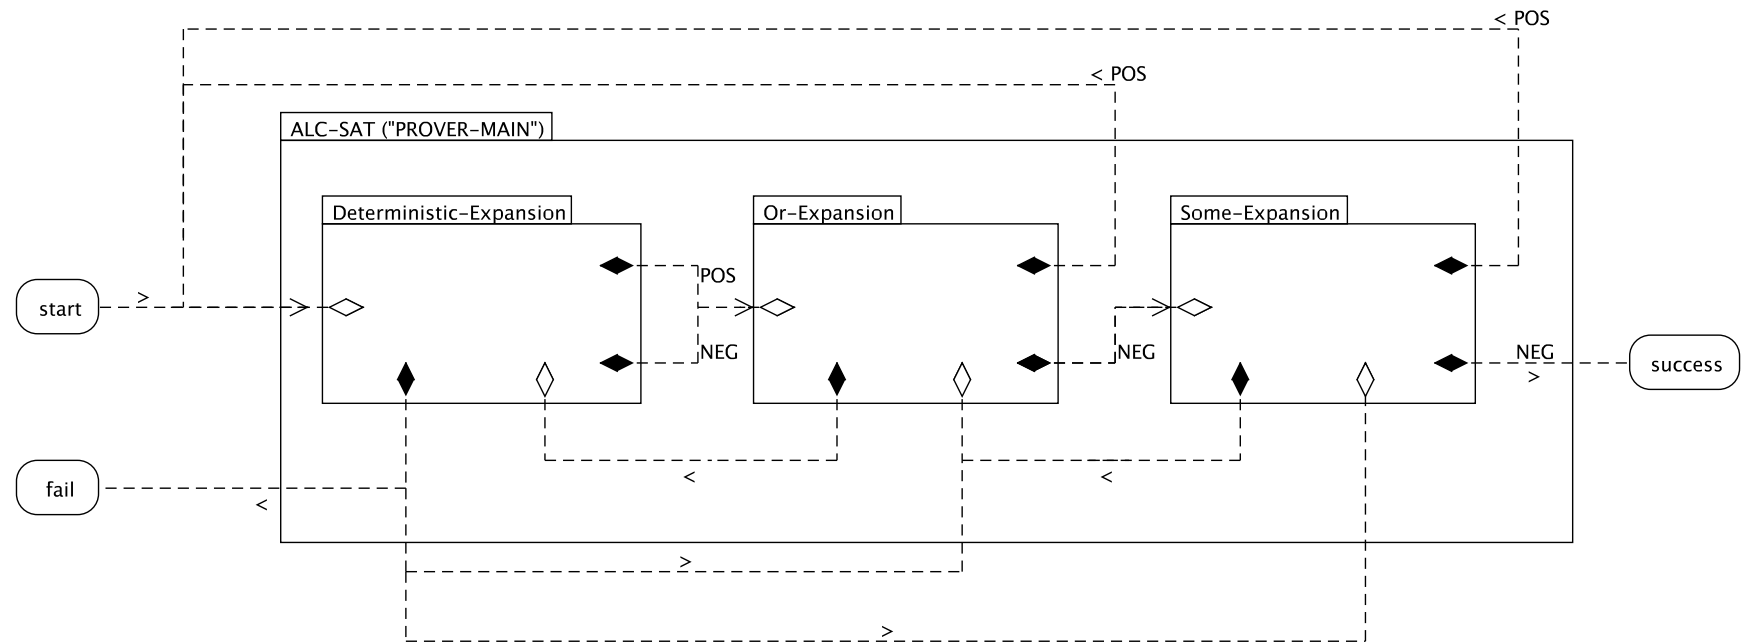 < POS
< POS
ALC-SAT ("PROVER-MAIN")
Deterministic-Expansion
Or-Expansion
Some-Expansion
POS
>
start
NEG
NEG
NEG
success
>
<
<
fail
<
>
>